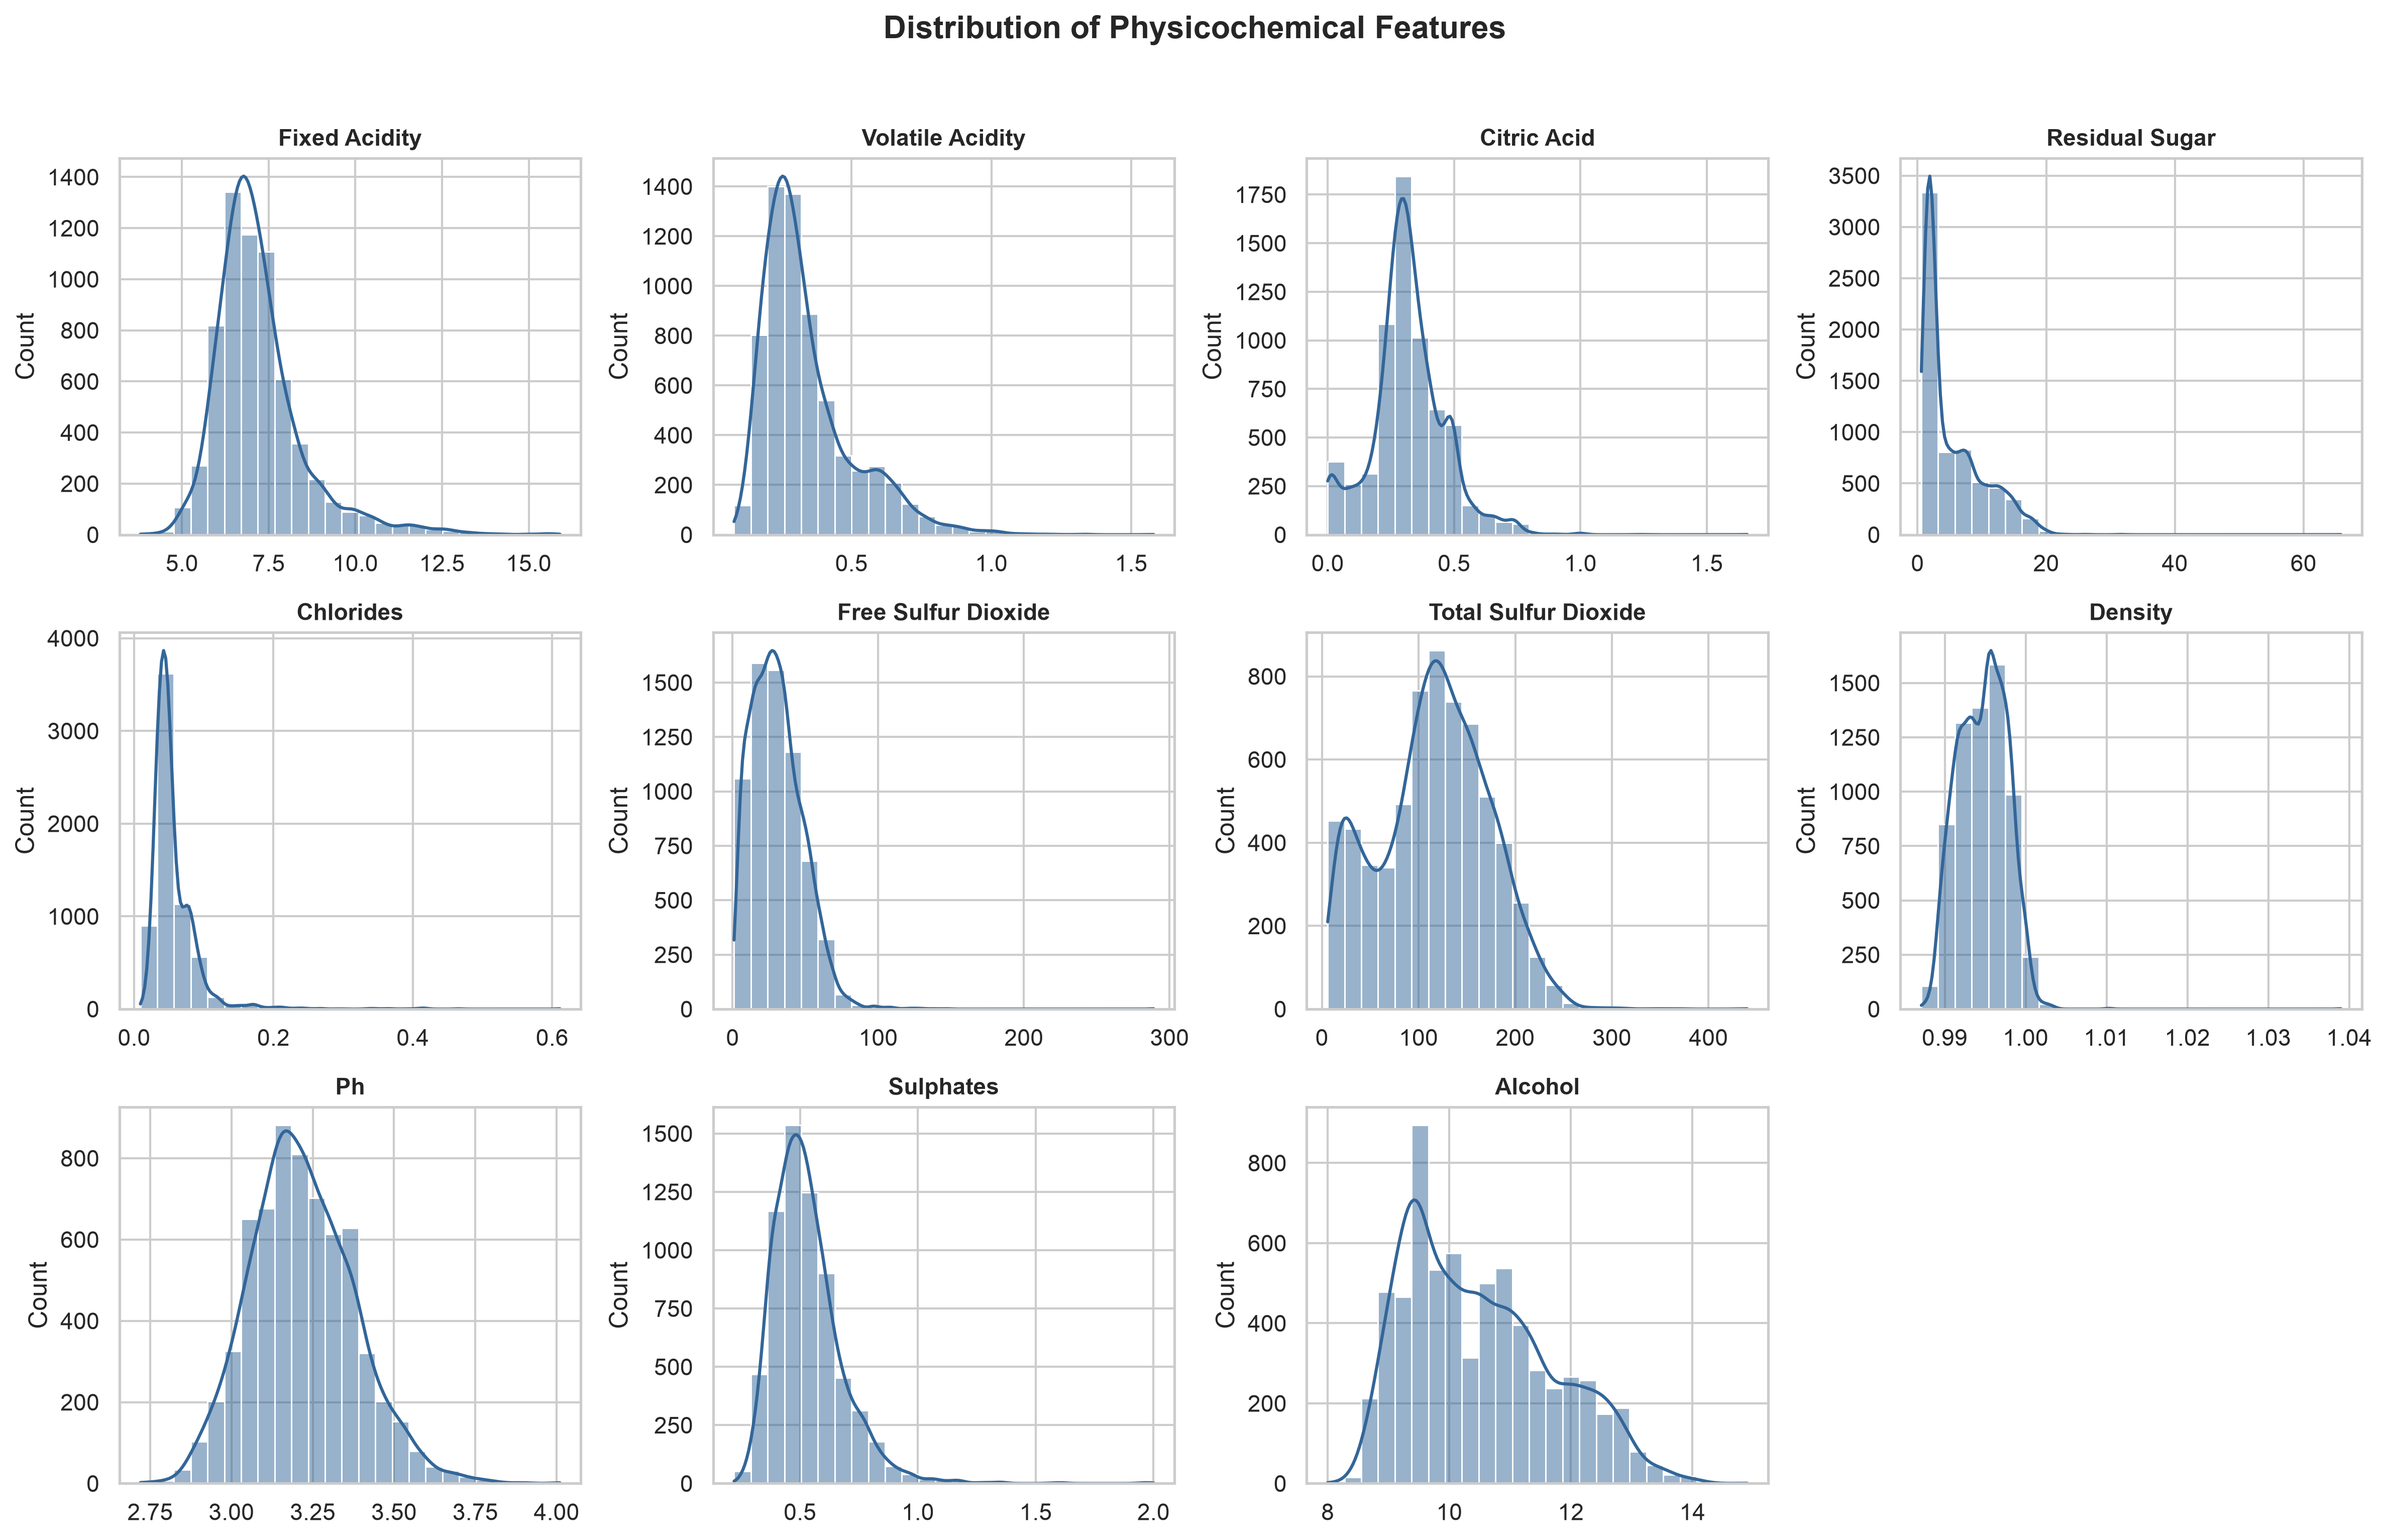 Distribution of Physicochemical Features
Fixed Acidity
Count
1400
1200
1000
800
600
400
200
0
5.0 7.5 10.0 12.5 15.0
Volatile Acidity
Count
1400
1200
1000
800
600
400
200
0
0.5 1.0 1.5
Citric Acid
Count
1750
1500
1250
1000
750
500
250
0
0.0 0.5 1.0 1.5
Residual Sugar
Count
3500
3000
2500
2000
1500
1000
500
0
0 20 40 60
Chlorides
Count
4000
3000
2000
1000
0
0.0 0.2 0.4 0.6
Free Sulfur Dioxide
Count
1500
1250
1000
750
500
250
0
0 100 200 300
Total Sulfur Dioxide
Count
800
600
400
200
0
0 100 200 300 400
Density
Count
1500
1250
1000
750
500
250
0
0.99 1.00 1.01 1.02 1.03 1.04
Ph
Count
800
600
400
200
0
2.75 3.00 3.25 3.50 3.75 4.00
Sulphates
Count
1500
1250
1000
750
500
250
0
0.5 1.0 1.5 2.0
Alcohol
Count
800
600
400
200
0
8 10 12 14